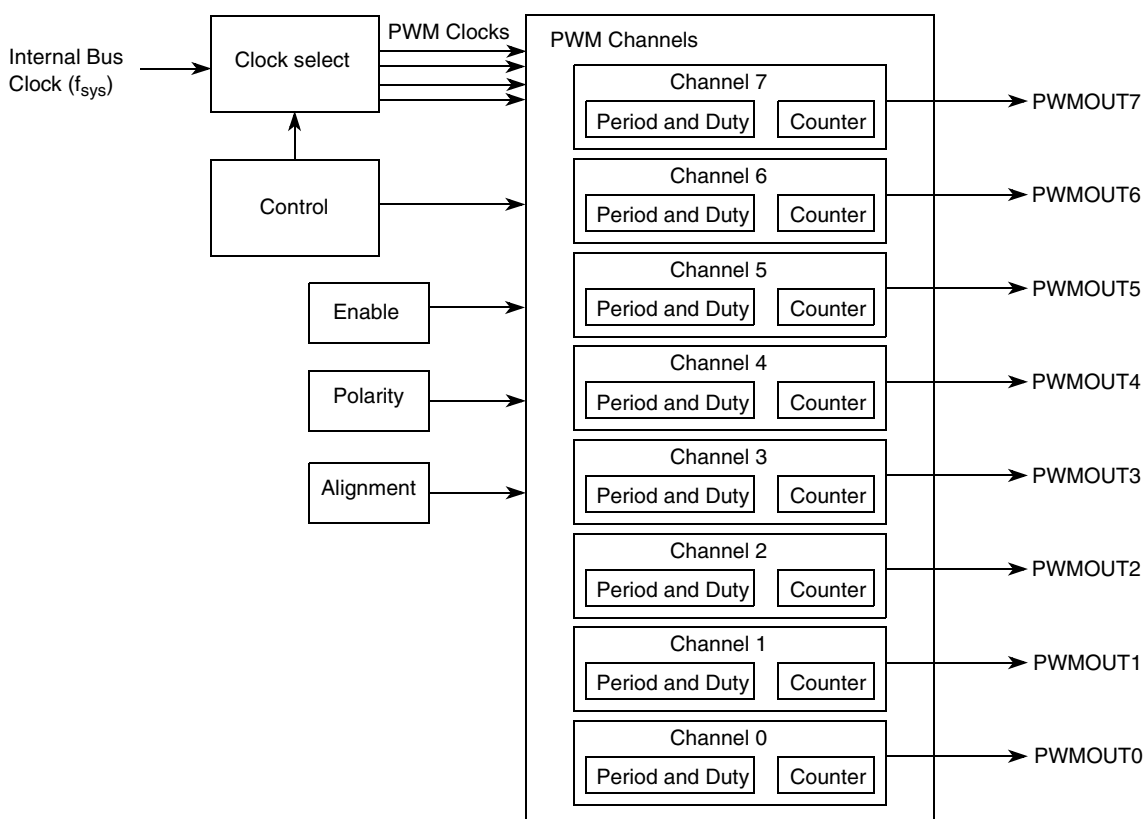 PWM Clocks
Internal Bus
Clock (fsys)
Clock select
Control
Enable
Polarity
Alignment
PWM Channels
Channel 7
Period and Duty
Counter
PWMOUT7
Channel 6
Period and Duty
Counter
PWMOUT6
Channel 5
Period and Duty
Counter
PWMOUT5
Channel 4
Period and Duty
Counter
PWMOUT4
Channel 3
Period and Duty
Counter
PWMOUT3
Channel 2
Period and Duty
Counter
PWMOUT2
Channel 1
Period and Duty
Counter
PWMOUT1
Channel 0
Period and Duty
Counter
PWMOUT0